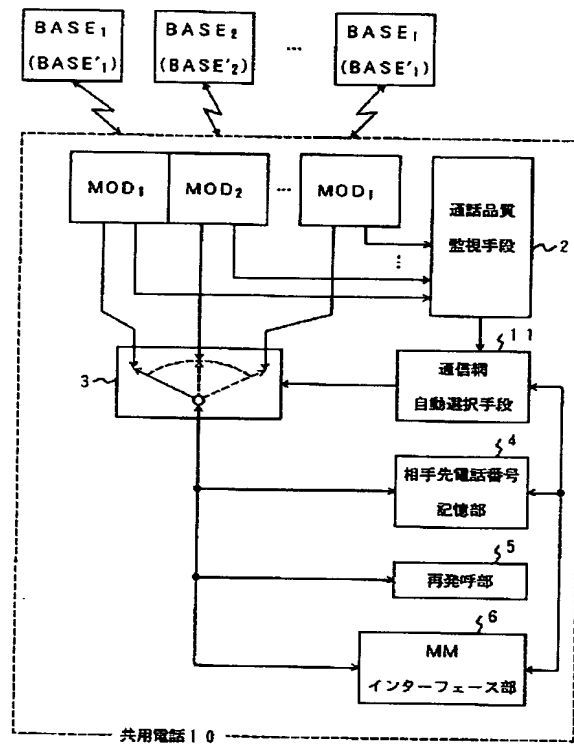 BASE₁ BASE₂ … BASEI
(BASE'₁) (BASE'₂) (BASE'I)
MOD₁ MOD₂ … MODI
通話品質
監視手段
2
⋮
11
3
通信網
自動選択手段
4
相手先電話番号
記憶部
5
再発呼部
6
MM
インターフェース部
共用電話10